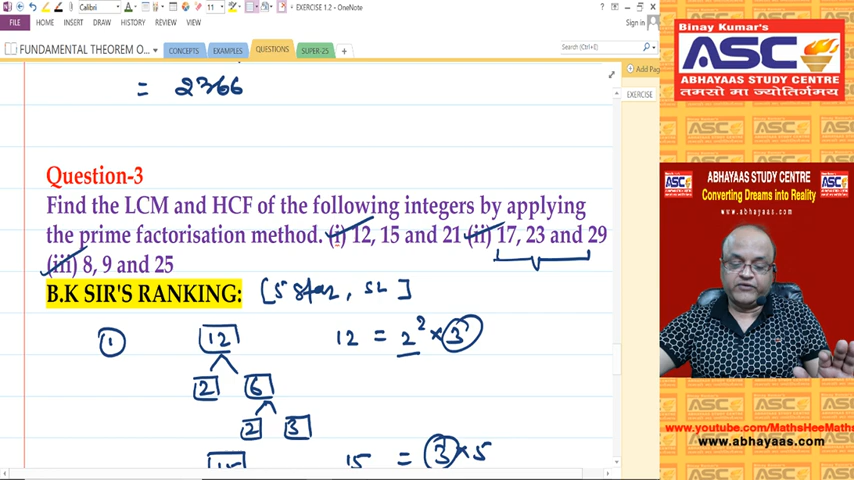 Calibri
11
EXERCISE 1.2 - OneNote
FILE
HOME
INSERT
DRAW
HISTORY
REVIEW
VIEW
Sign in
FUNDAMENTAL THEOREM O...
CONCEPTS
EXAMPLES
QUESTIONS
SUPER-25
Search (Ctrl+E)
Add Pag
EXERCISE
= 2366
Question-3
Find the LCM and HCF of the following integers by applying
the prime factorisation method. (i) 12, 15 and 21 (ii) 17, 23 and 29
(iii) 8, 9 and 25
B.K SIR'S RANKING: [5 star, SL]
1 12 12 = 2² × 3
2 6
2 3
15 15 = 3 × 5
Binay Kumar's
ASC
ABHAYAAS STUDY CENTRE
तमसो मा ज्योतिर्गमय
ABHAYAAS STUDY CENTRE
Converting Dreams into Reality
www.abhayaas.com
www.youtube.com/MathsHeeMaths
www.abhayaas.com